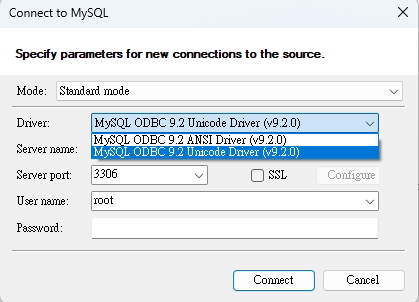 Connect to MySQL
Specify parameters for new connections to the source.
Mode: Standard mode
Driver: MySQL ODBC 9.2 Unicode Driver (v9.2.0)
MySQL ODBC 9.2 ANSI Driver (v9.2.0)
Server name: MySQL ODBC 9.2 Unicode Driver (v9.2.0)
Server port: 3306 SSL Configure
User name: root
Password:
Connect Cancel